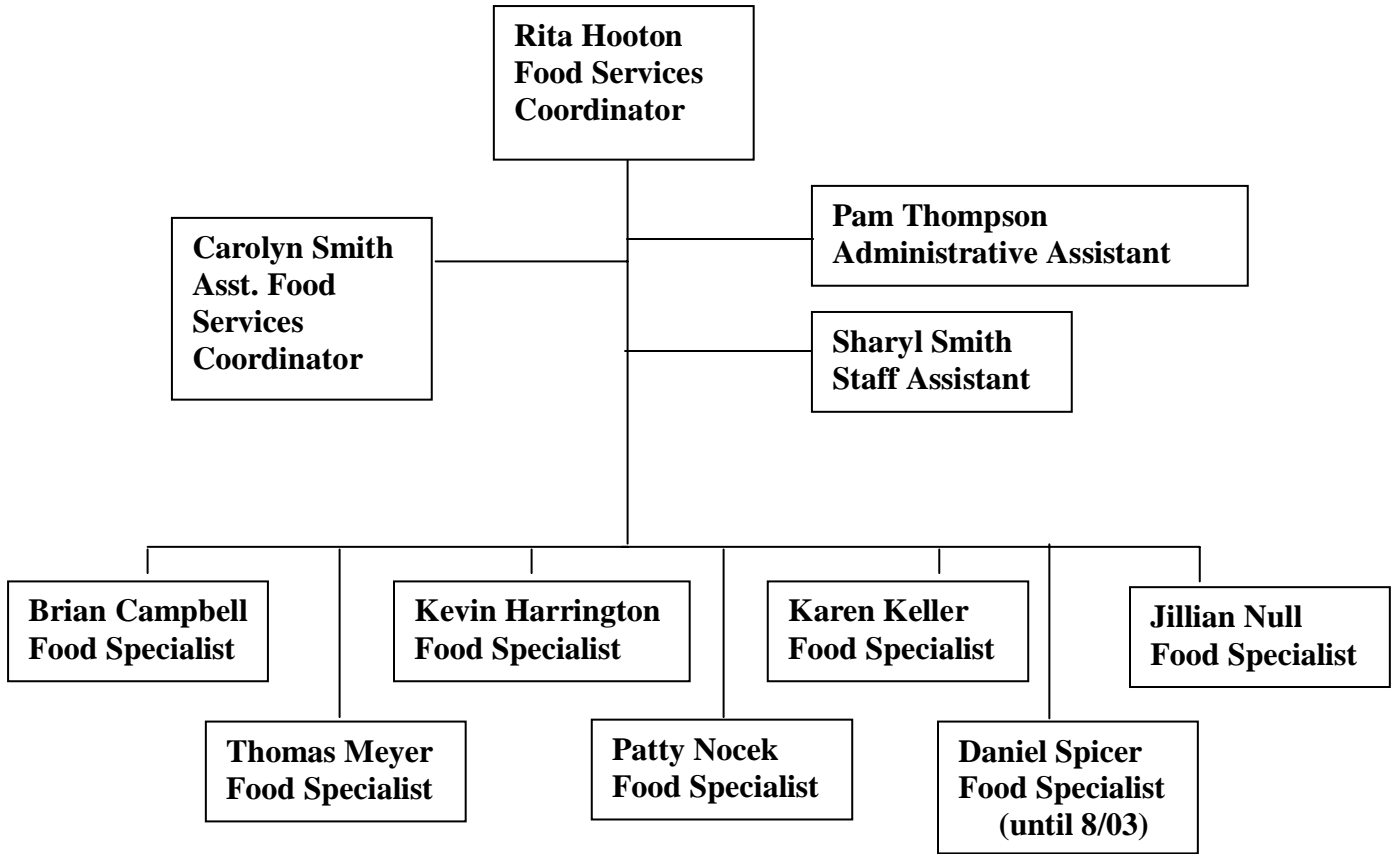 Rita Hooton
Food Services
Coordinator
Pam Thompson
Administrative Assistant
Carolyn Smith
Asst. Food
Services
Coordinator
Sharyl Smith
Staff Assistant
Brian Campbell
Food Specialist
Kevin Harrington
Food Specialist
Karen Keller
Food Specialist
Jillian Null
Food Specialist
Thomas Meyer
Food Specialist
Patty Nocek
Food Specialist
Daniel Spicer
Food Specialist
(until 8/03)